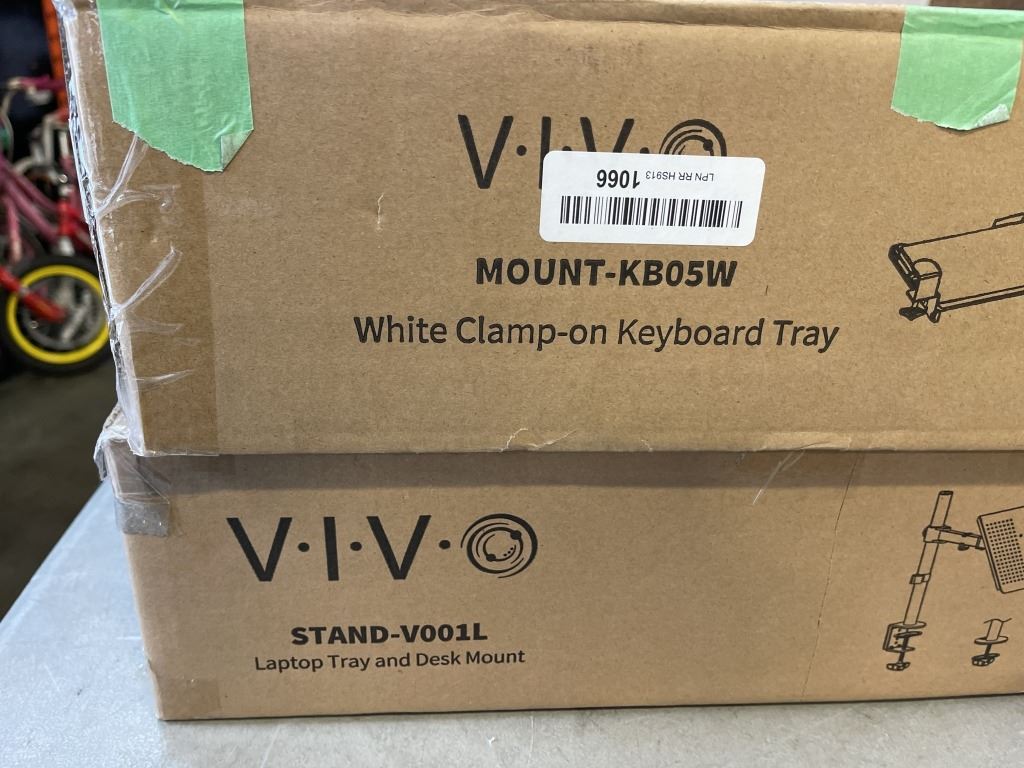 V·I·V·O
LPN RR HS913
1066
MOUNT-KB05W
White Clamp-on Keyboard Tray
V·I·V·O
STAND-V001L
Laptop Tray and Desk Mount